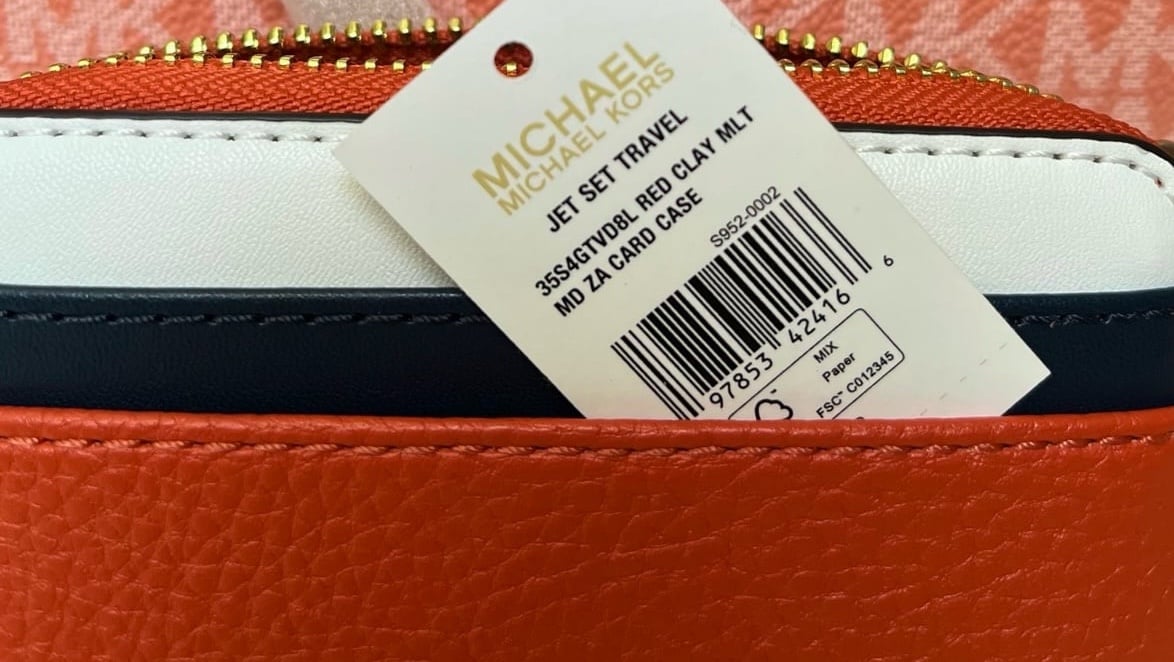 MICHAEL
MICHAEL KORS
JET SET TRAVEL
35S4GTVD8L RED CLAY MLT
MD ZA CARD CASE
S952-0002
97853 42416 6
MIX
Paper
FSC™ C012345